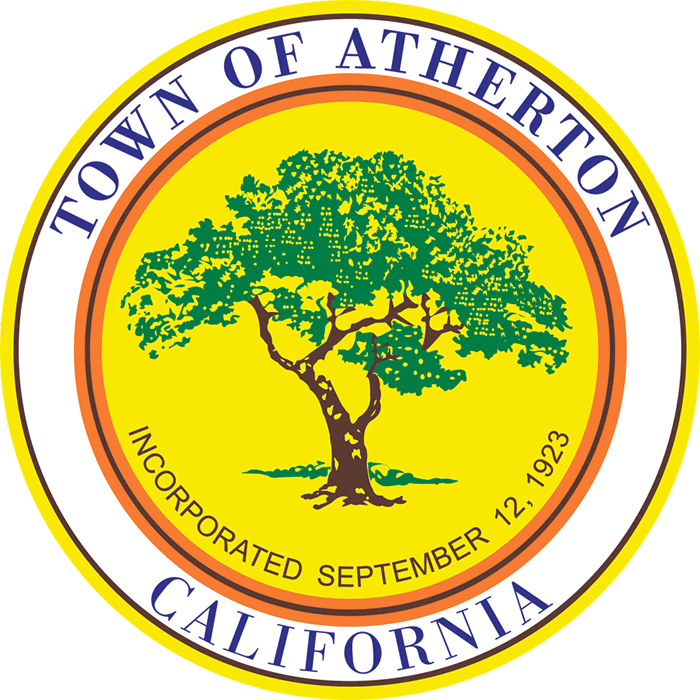 TOWN OF ATHERTON
INCORPORATED SEPTEMBER 12, 1923
CALIFORNIA